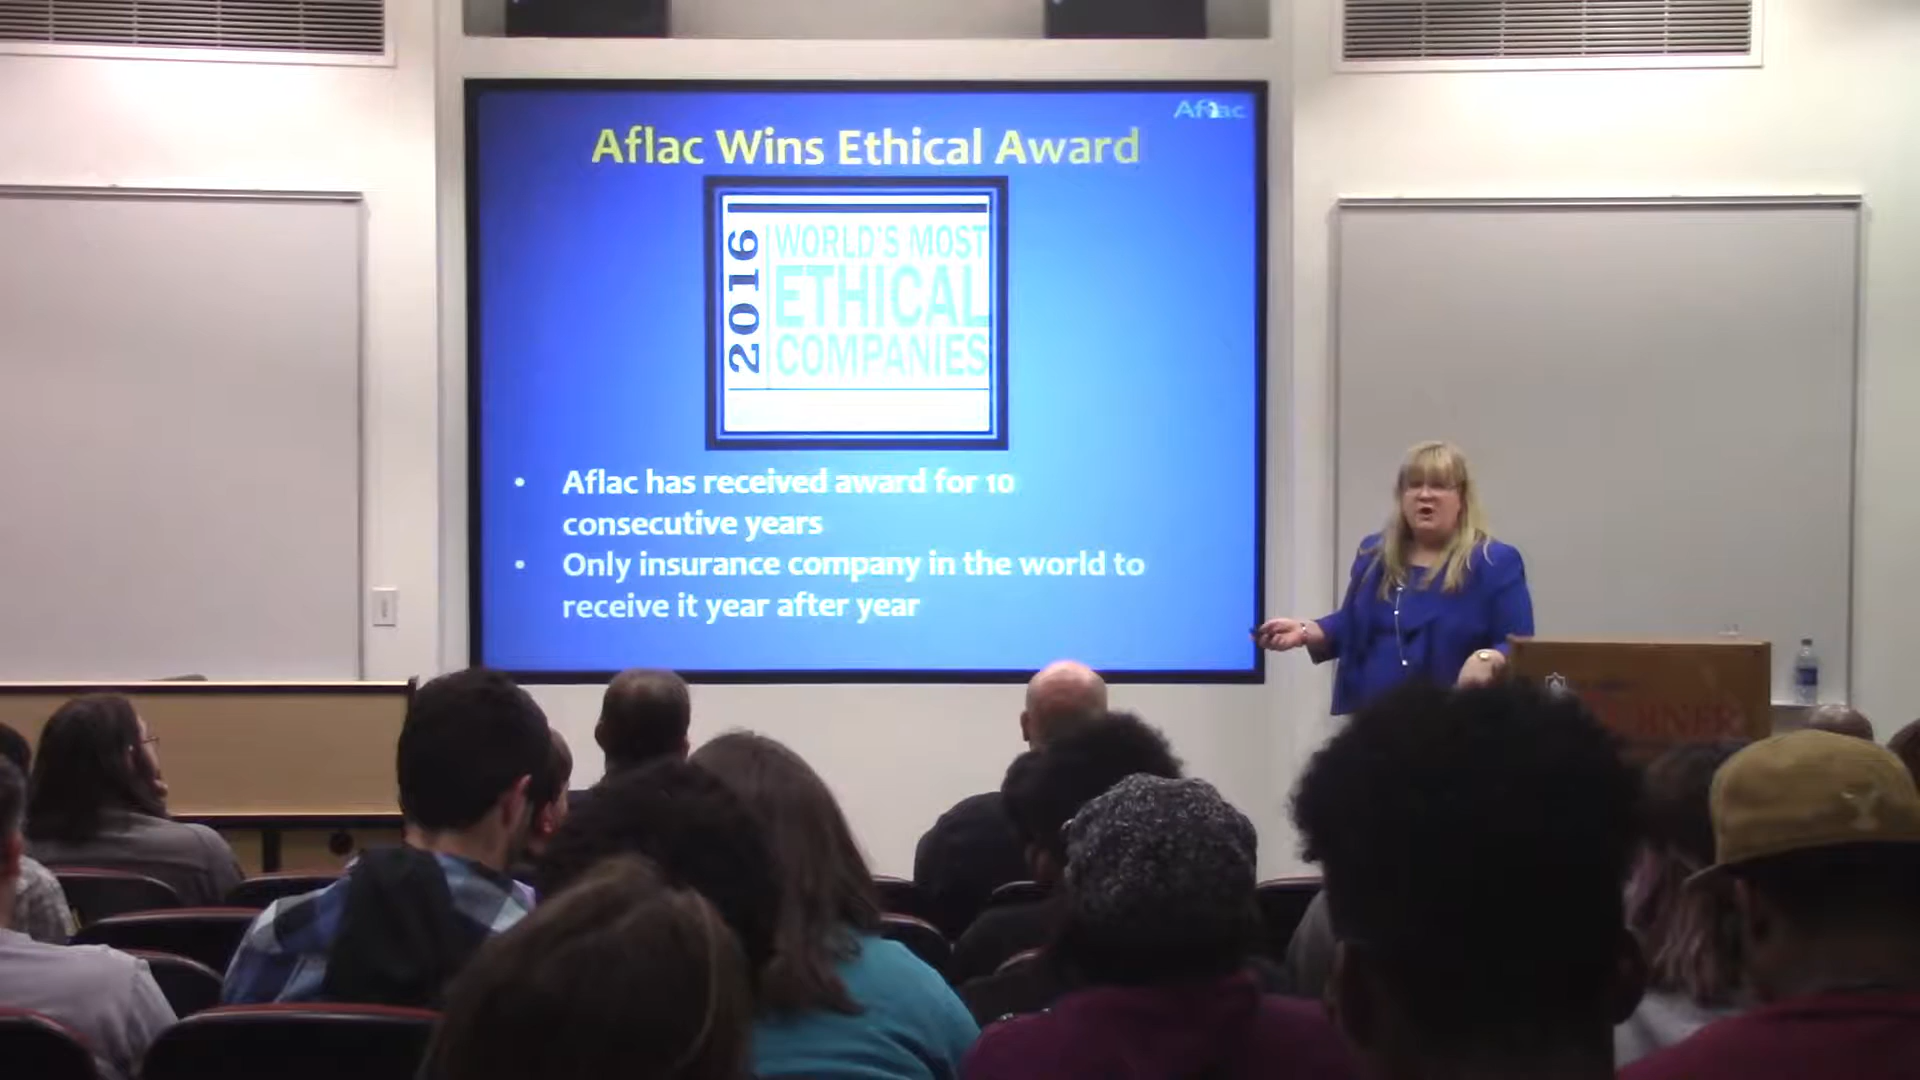 Aflac
Aflac Wins Ethical Award
2016
WORLD'S MOST
ETHICAL
COMPANIES
• Aflac has received award for 10
consecutive years
• Only insurance company in the world to
receive it year after year